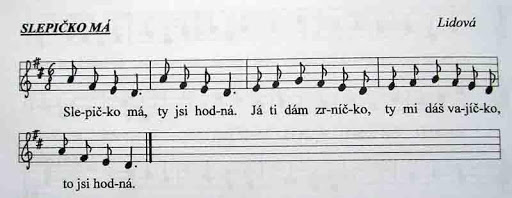 SLEPIČKO MÁ
Lidová
Sle-pič-ko má, ty jsi hod-ná. Já ti dám zr-níč-ko, ty mi dáš va-jíč-ko,
to jsi hod-ná.